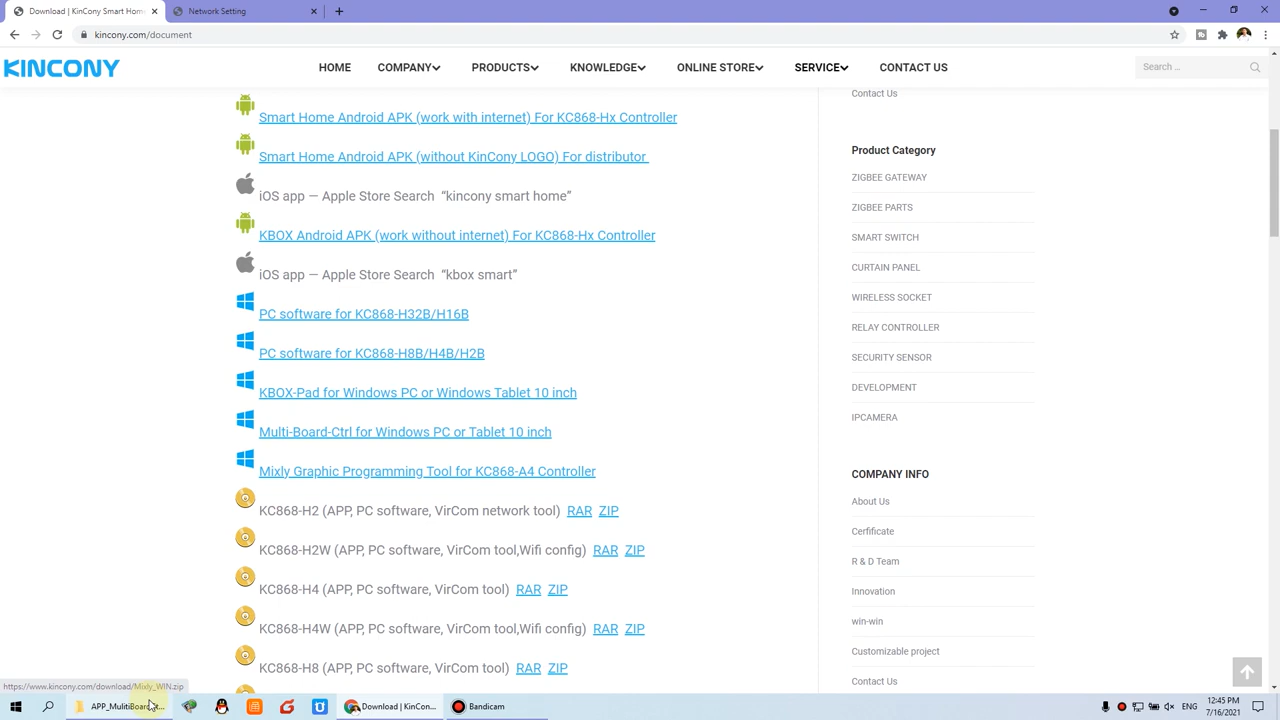 Download | KinCony Smart Home
Network Setting
kincony.com/document
KINCONY
HOME
COMPANY
PRODUCTS
KNOWLEDGE
ONLINE STORE
SERVICE
CONTACT US
Search ...
Smart Home Android APK (work with internet) For KC868-Hx Controller
Smart Home Android APK (without KinCony LOGO) For distributor
iOS app — Apple Store Search “kincony smart home”
KBOX Android APK (work without internet) For KC868-Hx Controller
iOS app — Apple Store Search “kbox smart”
PC software for KC868-H32B/H16B
PC software for KC868-H8B/H4B/H2B
KBOX-Pad for Windows PC or Windows Tablet 10 inch
Multi-Board-Ctrl for Windows PC or Tablet 10 inch
Mixly Graphic Programming Tool for KC868-A4 Controller
KC868-H2 (APP, PC software, VirCom network tool) RAR ZIP
KC868-H2W (APP, PC software, VirCom tool,Wifi config) RAR ZIP
KC868-H4 (APP, PC software, VirCom tool) RAR ZIP
KC868-H4W (APP, PC software, VirCom tool,Wifi config) RAR ZIP
KC868-H8 (APP, PC software, VirCom tool) RAR ZIP
Contact Us
Product Category
ZIGBEE GATEWAY
ZIGBEE PARTS
SMART SWITCH
CURTAIN PANEL
WIRELESS SOCKET
RELAY CONTROLLER
SECURITY SENSOR
DEVELOPMENT
IPCAMERA
COMPANY INFO
About Us
Cerfificate
R & D Team
Innovation
win-win
Customizable project
Contact Us
https://www.kincony.com/download/Mixly_WIN.zip
APP_MulitiBoard...
Download | KinCon...
Bandicam
ENG
12:45 PM
7/16/2021